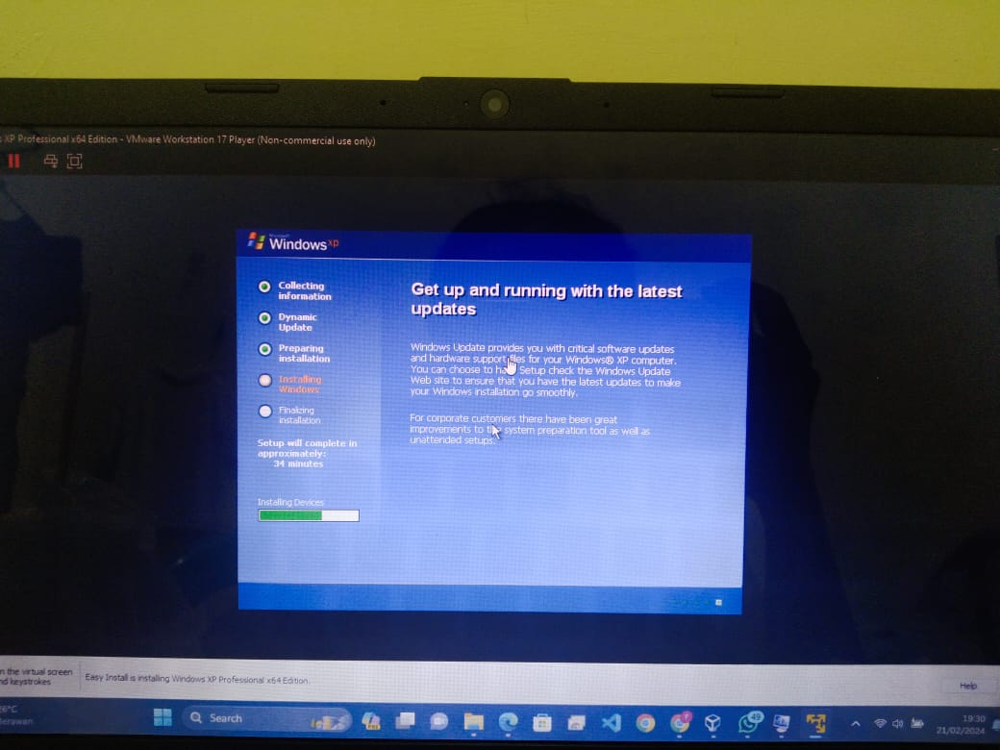 XP Professional x64 Edition - VMware Workstation 17 Player (Non-commercial use only)
Microsoft
Windows xp
Collecting
information
Dynamic
Update
Preparing
installation
Installing
Windows
Finalizing
installation
Setup will complete in
approximately:
34 minutes
Installing Devices
Get up and running with the latest
updates
Windows Update provides you with critical software updates
and hardware support files for your Windows® XP computer.
You can choose to ha Setup check the Windows Update
Web site to ensure that you have the latest updates to make
your Windows installation go smoothly.
For corporate customers there have been great
improvements to the system preparation tool as well as
unattended setups.
n the virtual screen
nd keystrokes
Easy Install is installing Windows XP Professional x64 Edition.
Help
6°C
erawan
Search
49
19:30
21/02/2024